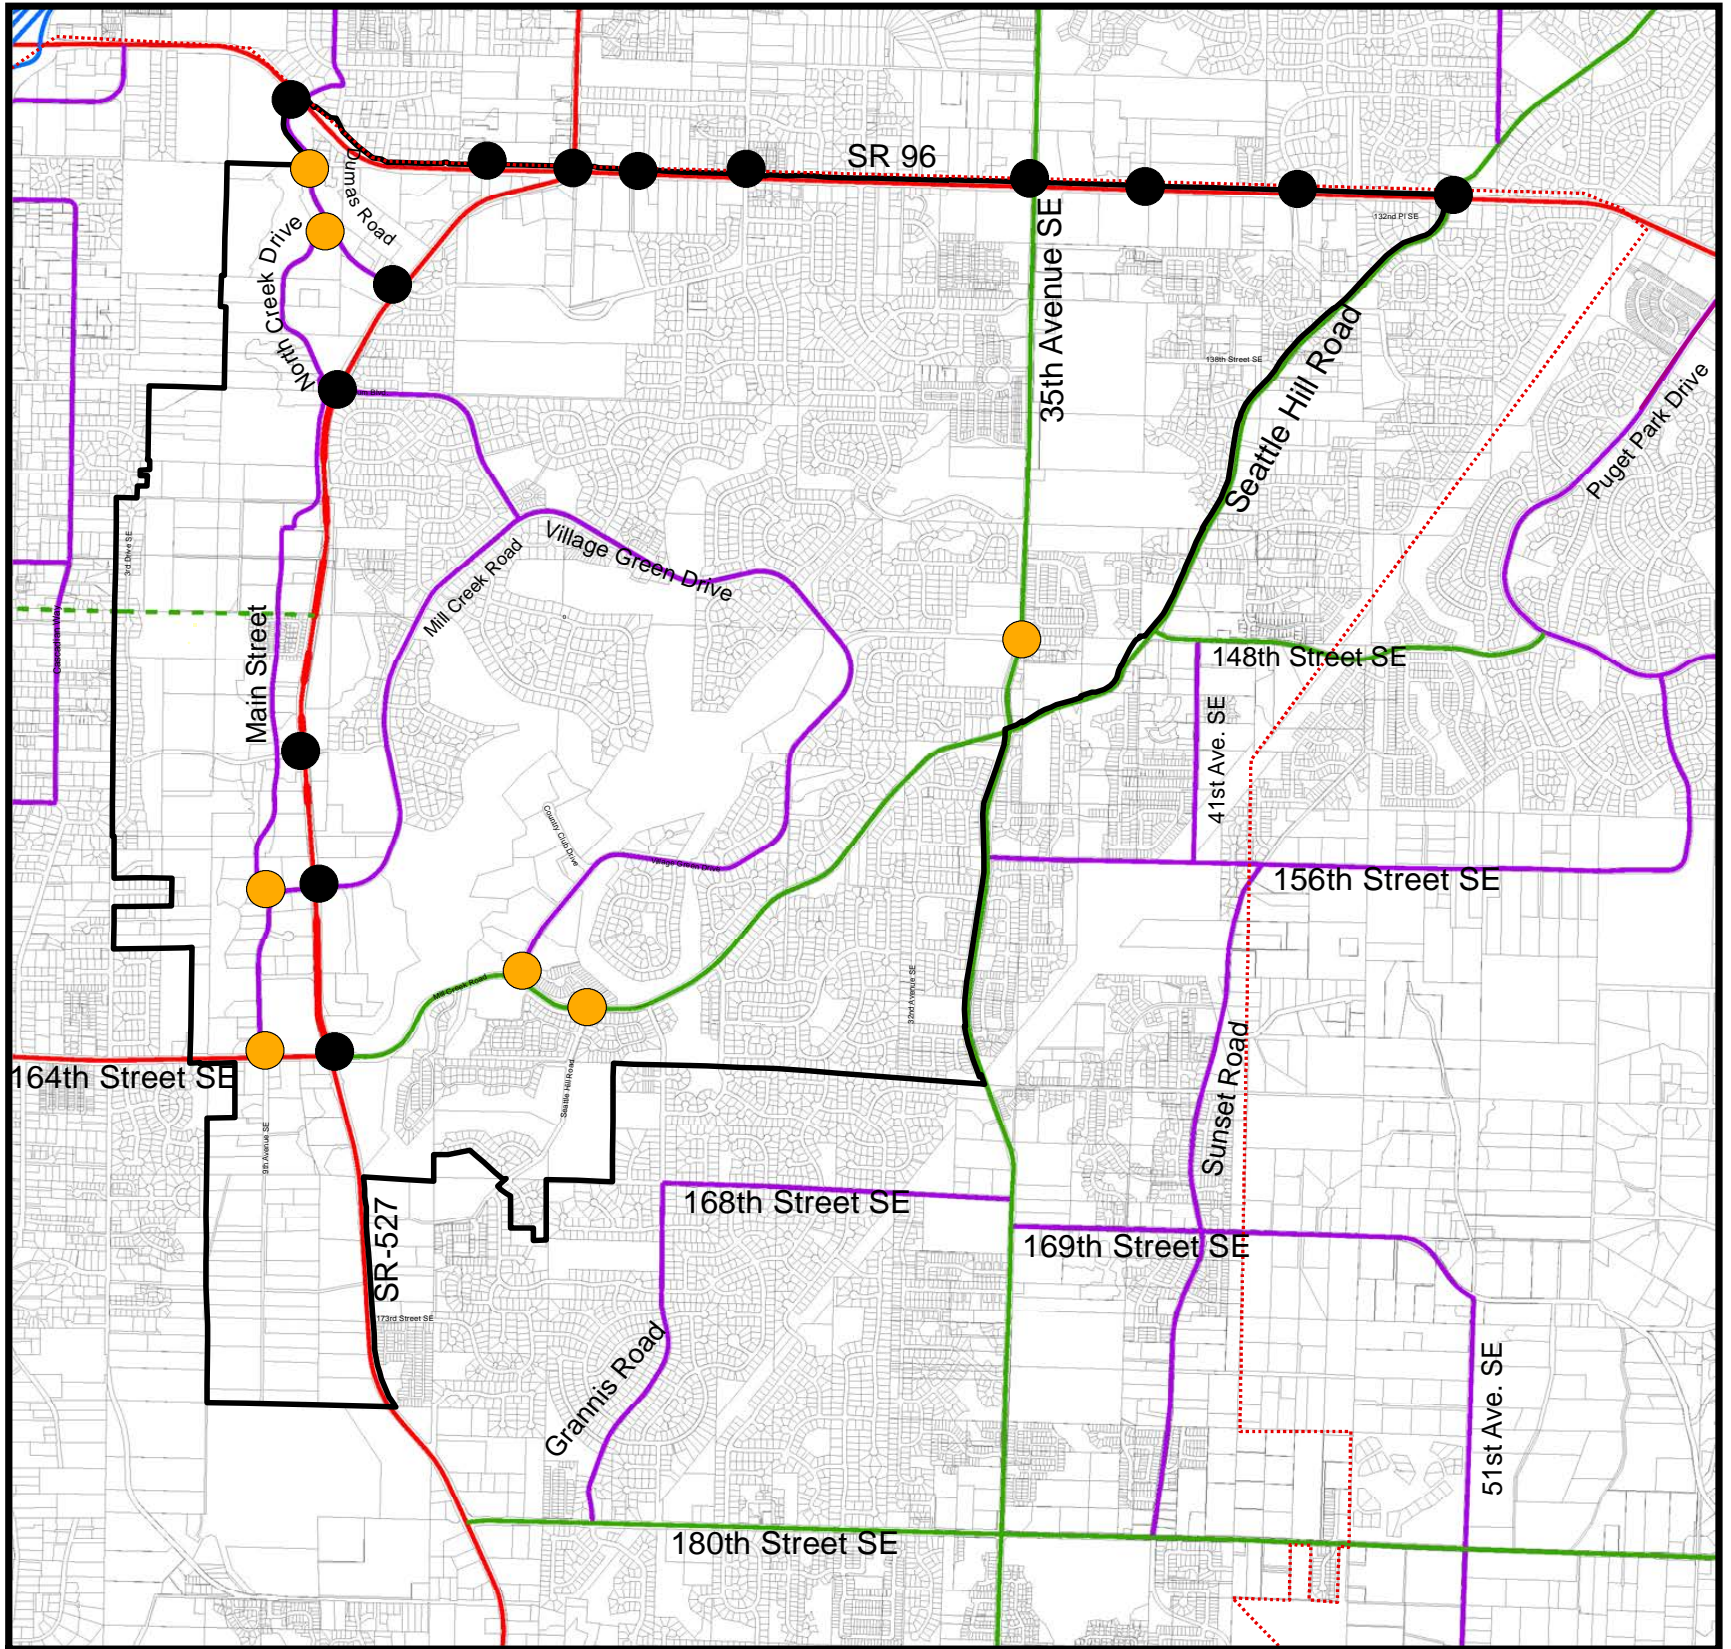 SR 96
Dumas Road
132nd Pl SE
North Creek Drive
35th Avenue SE
138th Street SE
Seattle Hill Road
Puget Park Drive
Village Green Drive
Mill Creek Road
3rd Drive SE
Cascadian Way
Main Street
148th Street SE
41st Ave. SE
Country Club Drive
Village Green Drive
156th Street SE
Mill Creek Road
32nd Avenue SE
164th Street SE
Seattle Hill Road
Sunset Road
9th Avenue SE
168th Street SE
SR-527
169th Street SE
173rd Street SE
Grannis Road
51st Ave. SE
180th Street SE